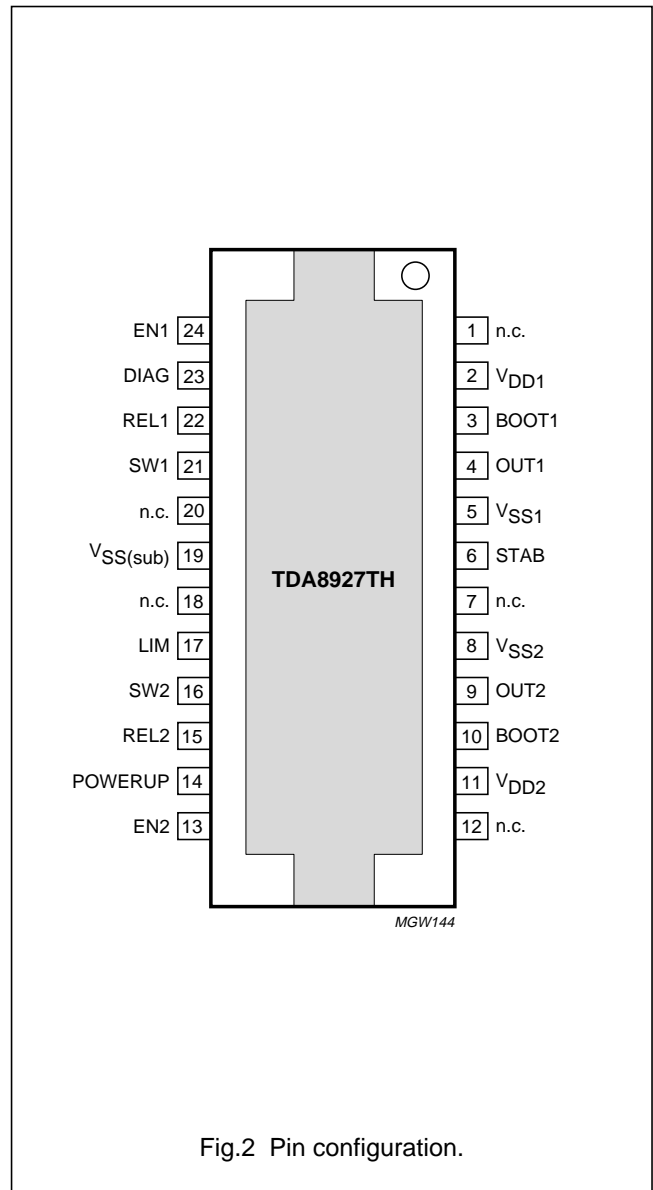 EN1 24 1 n.c.
DIAG 23 2 VDD1
REL1 22 3 BOOT1
SW1 21 4 OUT1
n.c. 20 5 VSS1
VSS(sub) 19 6 STAB
TDA8927TH
n.c. 18 7 n.c.
LIM 17 8 VSS2
SW2 16 9 OUT2
REL2 15 10 BOOT2
POWERUP 14 11 VDD2
EN2 13 12 n.c.
MGW144
Fig.2 Pin configuration.